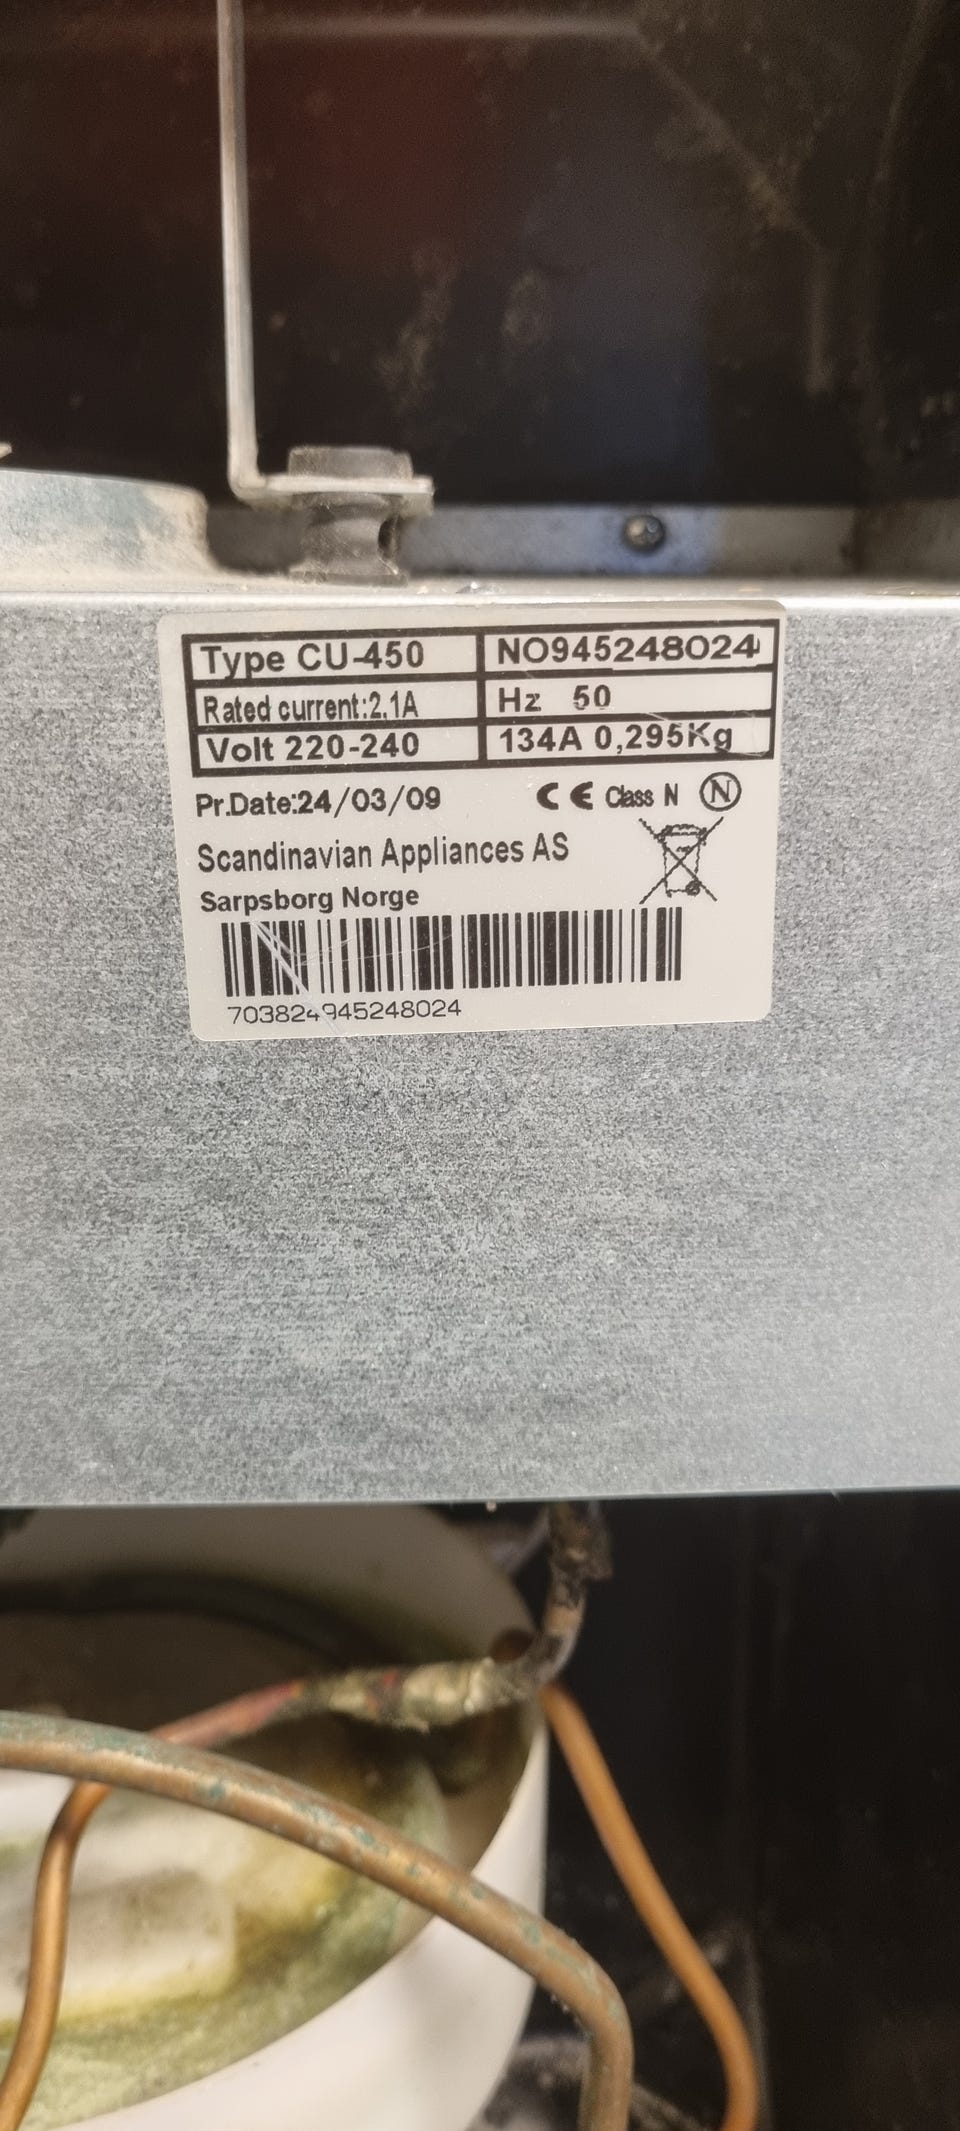 Type CU-450 NO945248024
Rated current:2.1A Hz 50
Volt 220-240 134A 0,295Kg
Pr.Date:24/03/09 CE Class N N
Scandinavian Appliances AS
Sarpsborg Norge
703824945248024